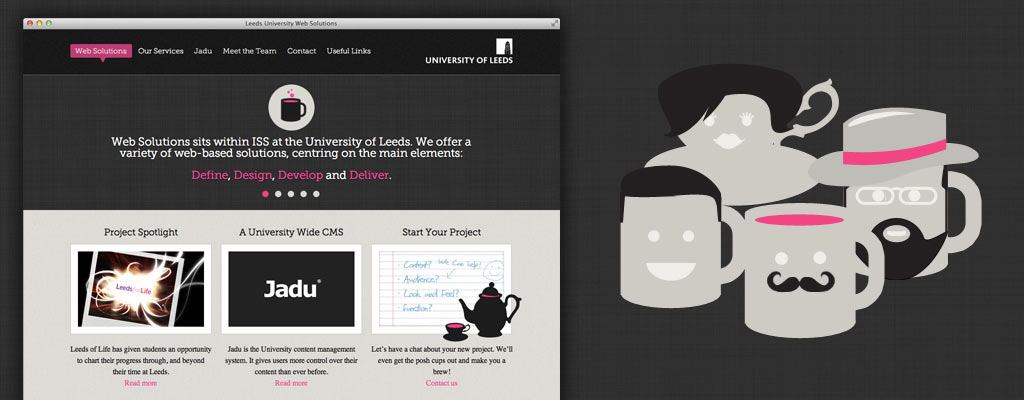 Leeds University Web Solutions
Web Solutions Our Services Jadu Meet the Team Contact Useful Links
UNIVERSITY OF LEEDS
Web Solutions sits within ISS at the University of Leeds. We offer a
variety of web-based solutions, centring on the main elements:
Define, Design, Develop and Deliver.
Project Spotlight
LeedsforLife
Leeds of Life has given students an opportunity
to chart their progress through, and beyond
their time at Leeds.
Read more
A University Wide CMS
Jadu®
Jadu is the University content management
system. It gives users more control over their
content than ever before.
Read more
Start Your Project
· Content? We Can help!
· Audience?
· Look and Feel?
· Function?
Let's have a chat about your new project. We'll
even get the posh cups out and make you a
brew!
Contact us